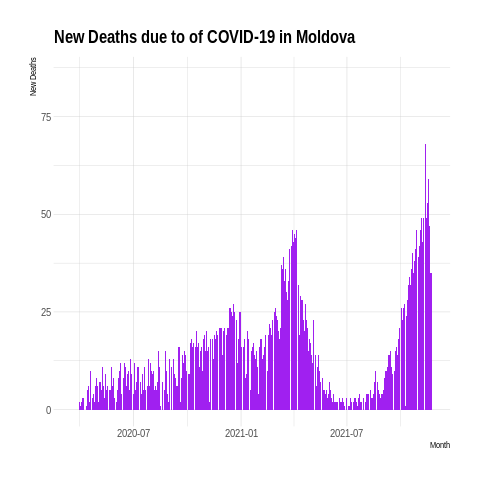 New Deaths due to of COVID-19 in Moldova
New Deaths
75
50
25
0
2020-07
2021-01
2021-07
Month